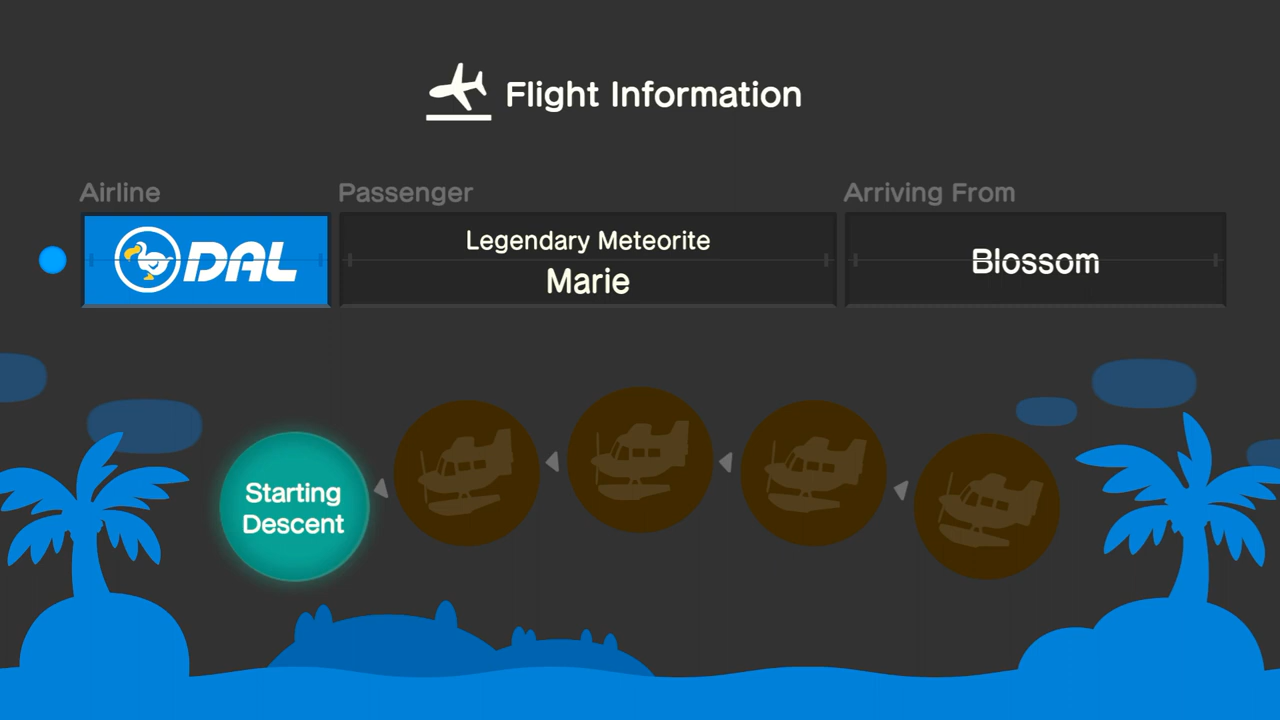 Flight Information
Airline
Passenger
Arriving From
DAL
Legendary Meteorite
Marie
Blossom
Starting
Descent